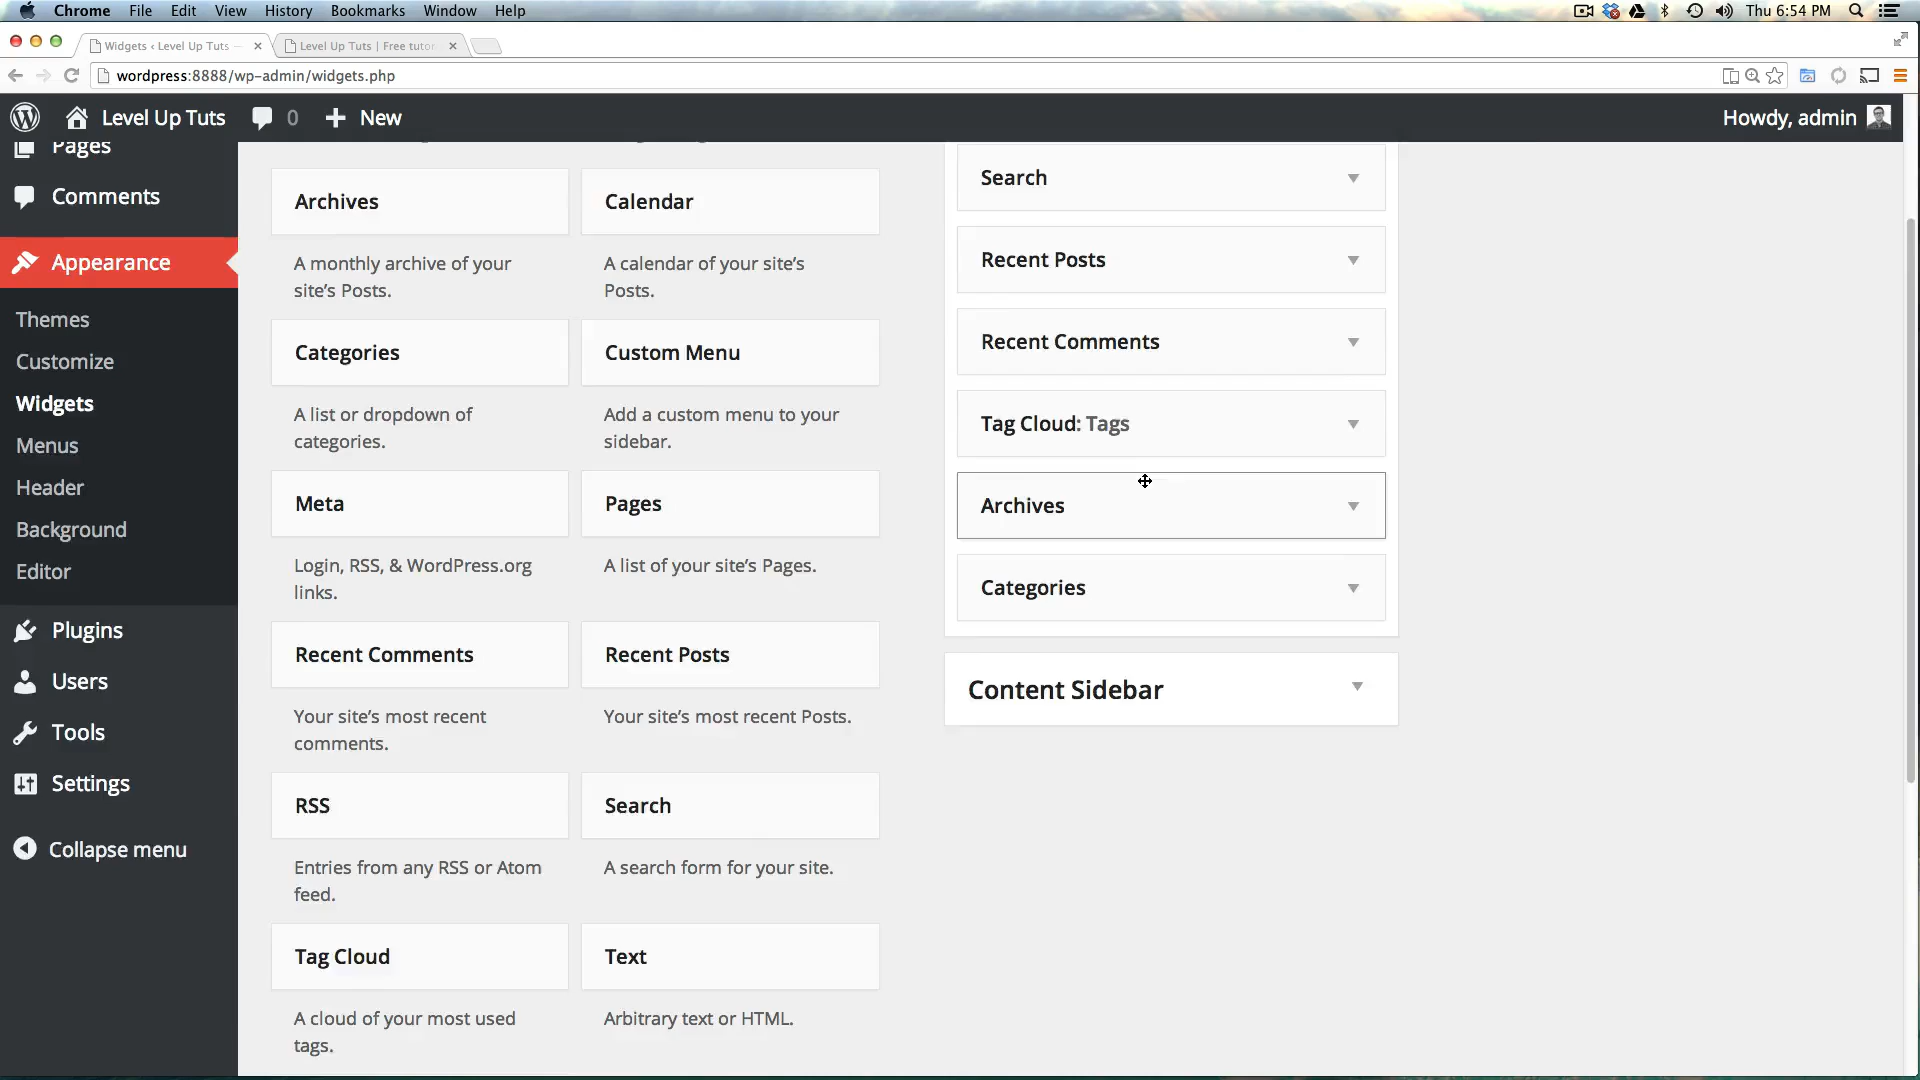 Chrome File Edit View History Bookmarks Window Help Thu 6:54 PM
Widgets ‹ Level Up Tuts — Level Up Tuts | Free tutor
wordpress:8888/wp-admin/widgets.php
Level Up Tuts 0 New Howdy, admin
Pages
Comments
Appearance
Themes
Customize
Widgets
Menus
Header
Background
Editor
Plugins
Users
Tools
Settings
Collapse menu
Archives
A monthly archive of your
site's Posts.
Calendar
A calendar of your site's
Posts.
Categories
A list or dropdown of
categories.
Custom Menu
Add a custom menu to your
sidebar.
Meta
Login, RSS, & WordPress.org
links.
Pages
A list of your site's Pages.
Recent Comments
Your site's most recent
comments.
Recent Posts
Your site's most recent Posts.
RSS
Entries from any RSS or Atom
feed.
Search
A search form for your site.
Tag Cloud
A cloud of your most used
tags.
Text
Arbitrary text or HTML.
Search
Recent Posts
Recent Comments
Tag Cloud: Tags
Archives
Categories
Content Sidebar